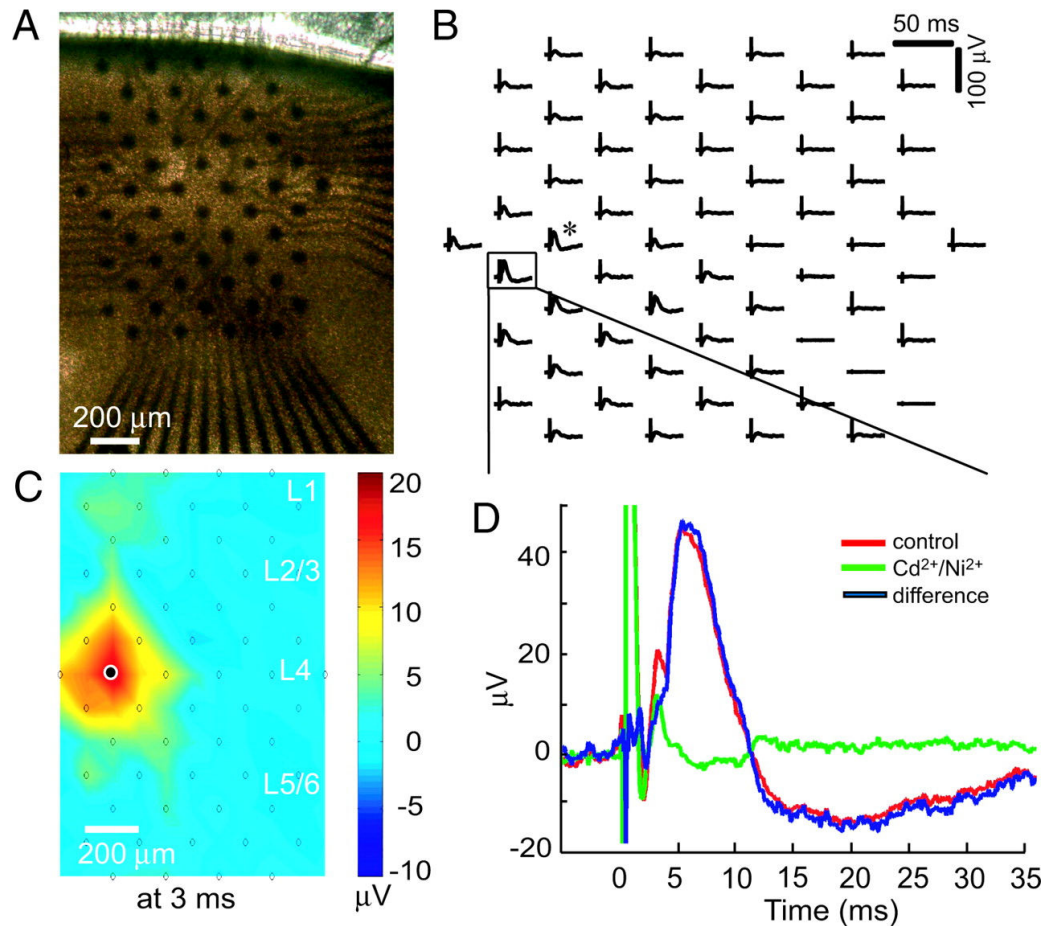 A
200 μm
B
50 ms
100 μV
*
C
L1
L2/3
L4
L5/6
200 μm
at 3 ms
20
15
10
5
0
-5
-10
μV
D
control
Cd²⁺/Ni²⁺
difference
40
20
0
-20
μV
0 5 10 15 20 25 30 35
Time (ms)